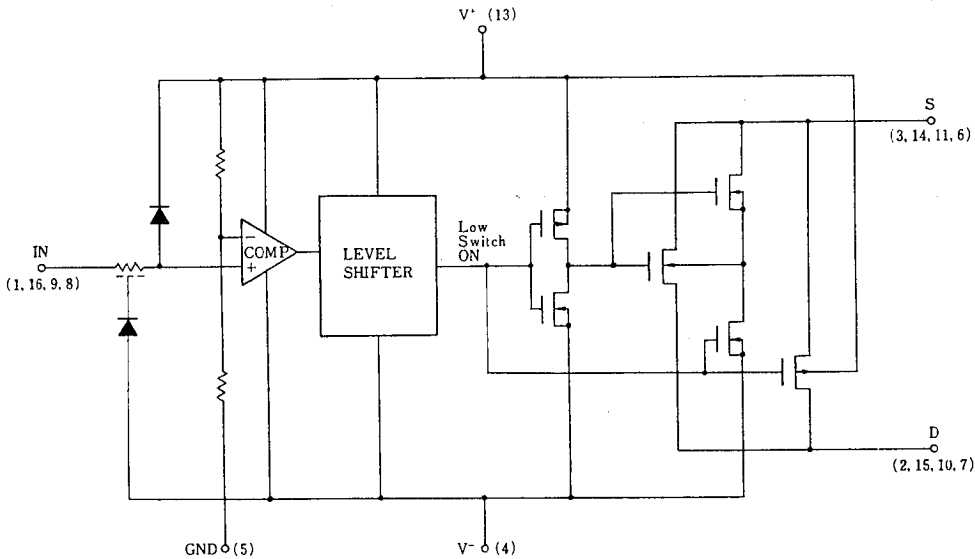 V⁺ (13)
S
(3, 14, 11, 6)
Low
Switch
ON
IN
(1, 16, 9, 8)
−
COMP
+
LEVEL
SHIFTER
D
(2, 15, 10, 7)
GND (5)
V⁻ (4)